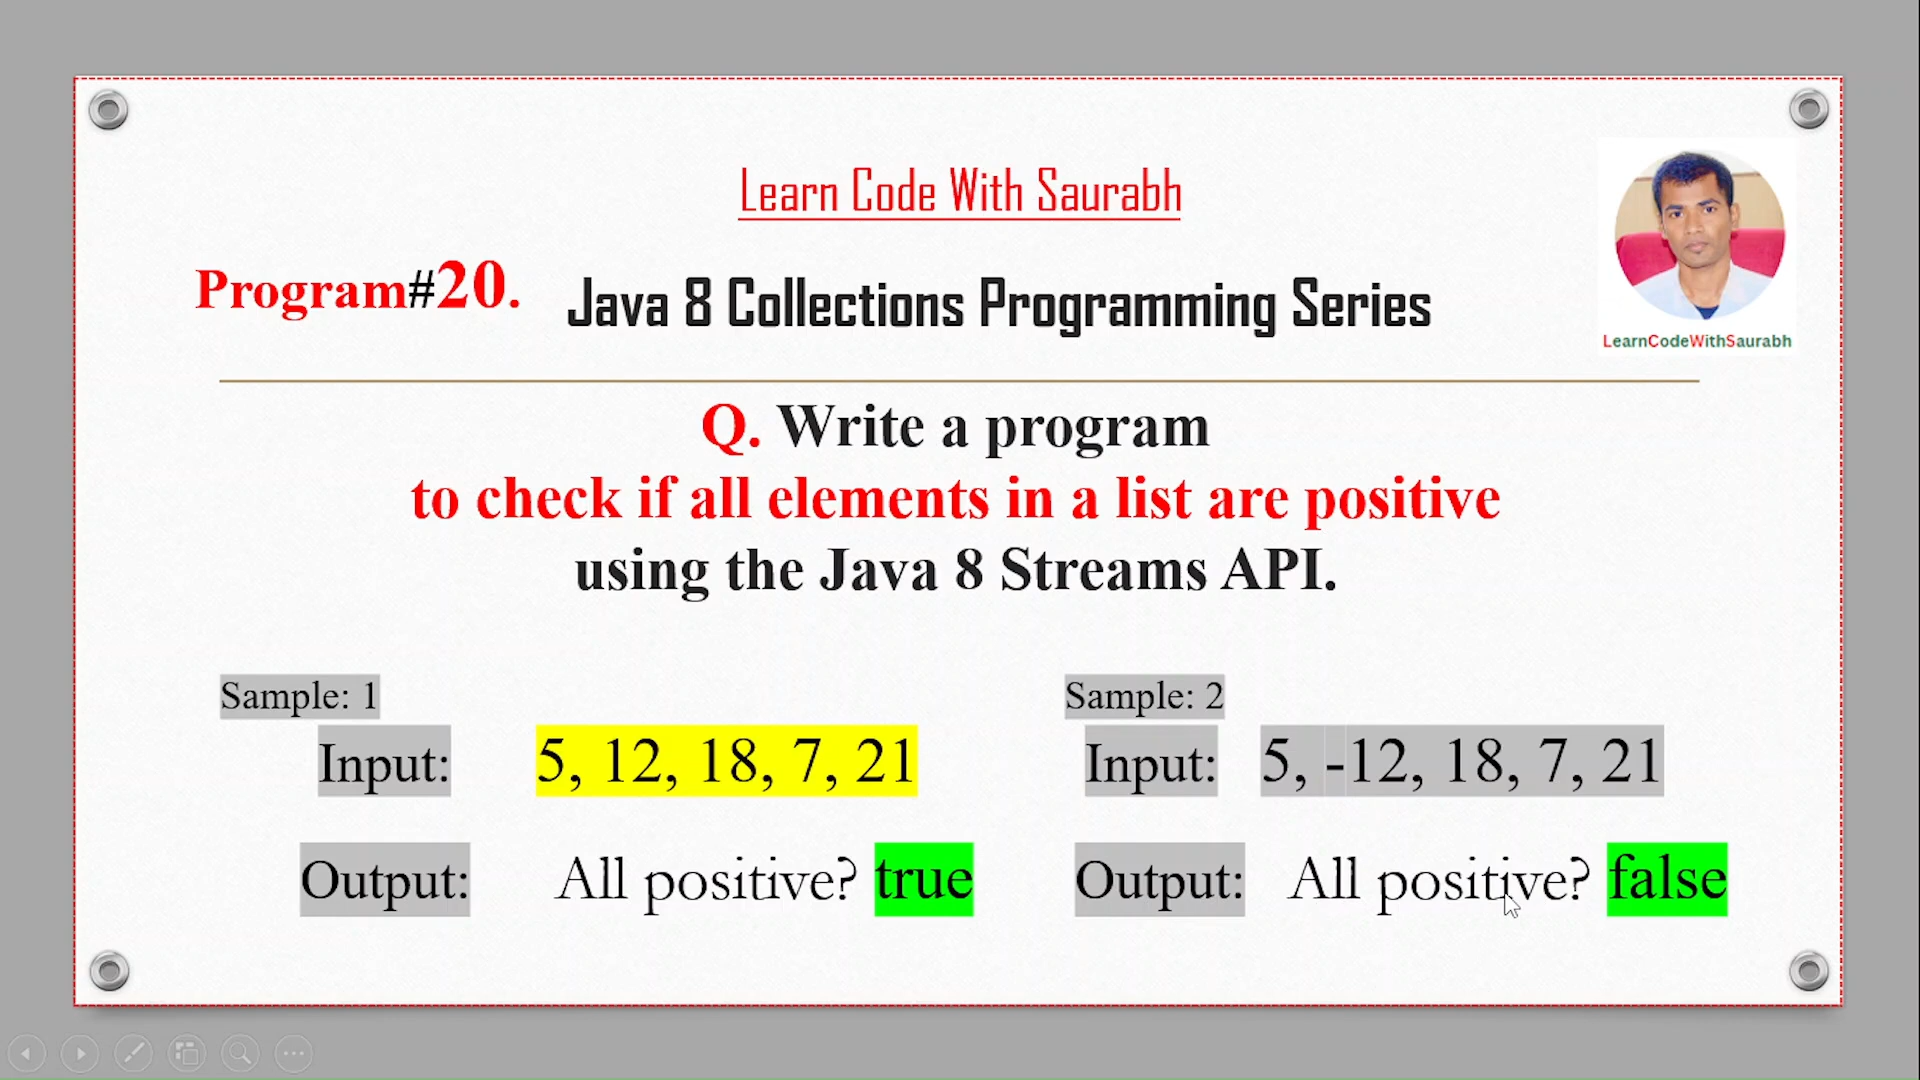 Learn Code With Saurabh
Program#20.
Java 8 Collections Programming Series
LearnCodeWithSaurabh
Q. Write a program
to check if all elements in a list are positive
using the Java 8 Streams API.
Sample: 1
Input: 5, 12, 18, 7, 21
Output: All positive? true
Sample: 2
Input: 5, -12, 18, 7, 21
Output: All positive? false